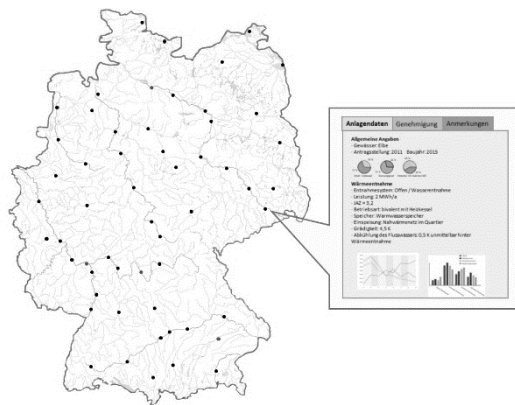 Anlagendaten Genehmigung Anmerkungen
Allgemeine Angaben
- Gewässer: Elbe
- Antragsstellung: 2011 Baujahr: 2015
Wärmeentnahme
- Entnahmesystem: Offen / Wasserentnahme
- Leistung: 2 MWh/a
- JAZ = 3,2
- Betriebsart: bivalent mit Heizkessel
- Speicher: Warmwasserspeicher
- Einspeisung: Nahwärmenetz im Quartier
- Grädigkeit: 4,5 K
- Abkühlung des Flusswassers: 0,5 K unmittelbar hinter
Wärmeentnahme